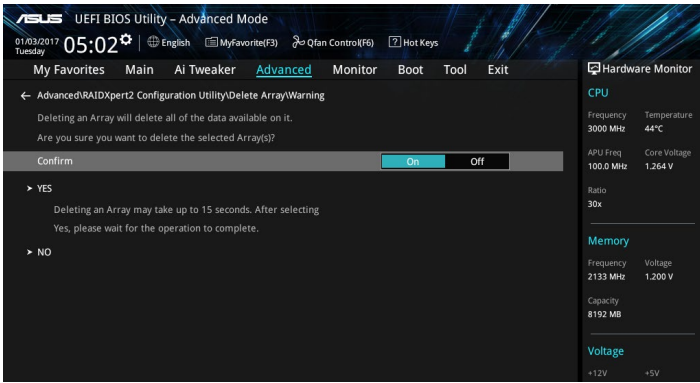 ASUS UEFI BIOS Utility – Advanced Mode
01/03/2017 Tuesday 05:02 English MyFavorite(F3) Qfan Control(F6) ? Hot Keys
My Favorites Main Ai Tweaker Advanced Monitor Boot Tool Exit
← Advanced\RAIDXpert2 Configuration Utility\Delete Array\Warning
Deleting an Array will delete all of the data available on it.
Are you sure you want to delete the selected Array(s)?
Confirm On Off
> YES
Deleting an Array may take up to 15 seconds. After selecting
Yes, please wait for the operation to complete.
> NO
Hardware Monitor
CPU
Frequency Temperature
3000 MHz 44°C
APU Freq Core Voltage
100.0 MHz 1.264 V
Ratio
30x
Memory
Frequency Voltage
2133 MHz 1.200 V
Capacity
8192 MB
Voltage
+12V +5V